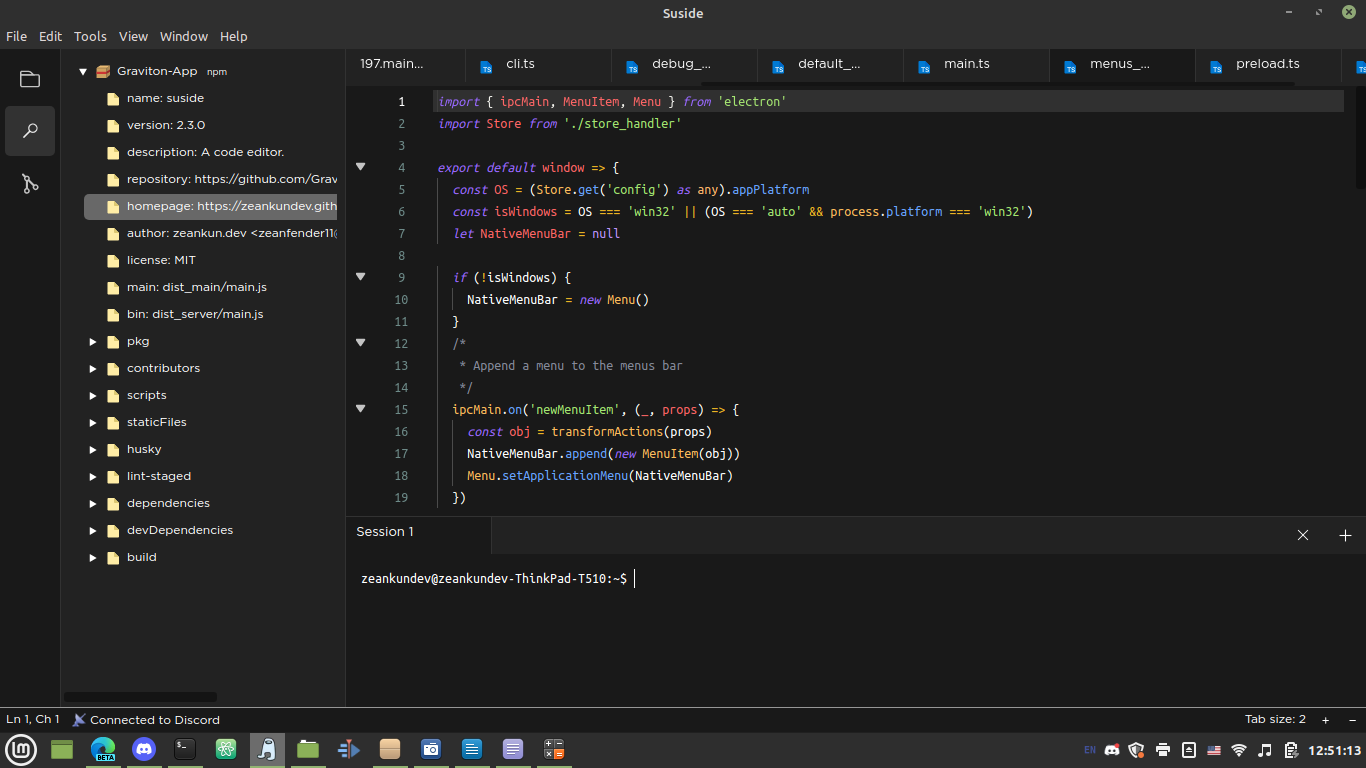 Suside
File Edit Tools View Window Help
197.main...
cli.ts
debug_...
default_...
main.ts
menus_...
preload.ts
Graviton-App npm
name: suside
version: 2.3.0
description: A code editor.
repository: https://github.com/Grav
homepage: https://zeankundev.gith
author: zeankun.dev <zeanfender11@
license: MIT
main: dist_main/main.js
bin: dist_server/main.js
pkg
contributors
scripts
staticFiles
husky
lint-staged
dependencies
devDependencies
build
1 import { ipcMain, MenuItem, Menu } from 'electron'
2 import Store from './store_handler'
3
4 export default window => {
5 const OS = (Store.get('config') as any).appPlatform
6 const isWindows = OS === 'win32' || (OS === 'auto' && process.platform === 'win32')
7 let NativeMenuBar = null
8
9 if (!isWindows) {
10 NativeMenuBar = new Menu()
11 }
12 /*
13 * Append a menu to the menus bar
14 */
15 ipcMain.on('newMenuItem', (_, props) => {
16 const obj = transformActions(props)
17 NativeMenuBar.append(new MenuItem(obj))
18 Menu.setApplicationMenu(NativeMenuBar)
19 })
Session 1
zeankundev@zeankundev-ThinkPad-T510:~$
Ln 1, Ch 1 Connected to Discord
Tab size: 2 + −
BETA
EN
12:51:13